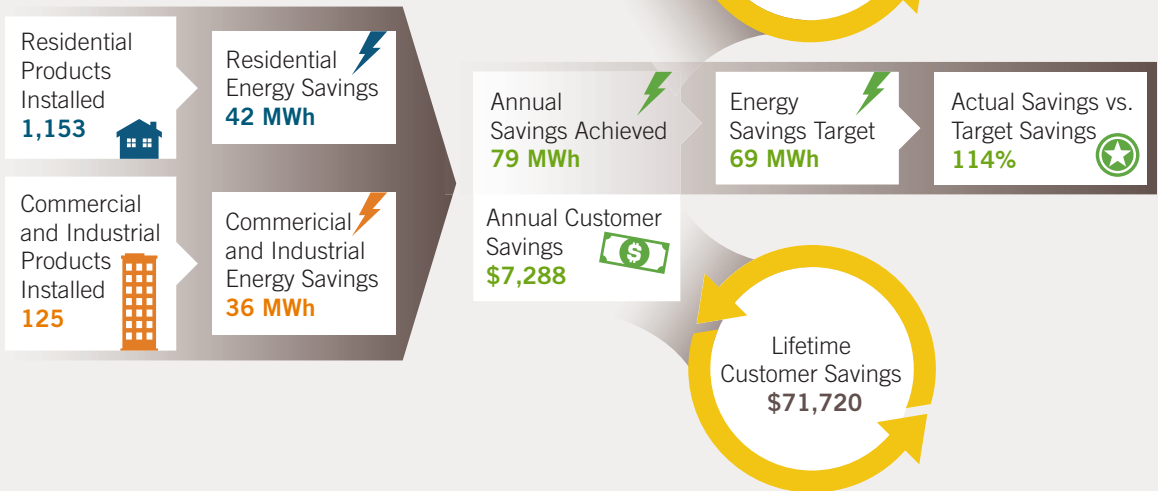 Residential
Products
Installed
1,153
Residential
Energy Savings
42 MWh
Commercial
and Industrial
Products
Installed
125
Commericial
and Industrial
Energy Savings
36 MWh
Annual
Savings Achieved
79 MWh
Energy
Savings Target
69 MWh
Actual Savings vs.
Target Savings
114%
Annual Customer
Savings
$7,288
$
Lifetime
Customer Savings
$71,720